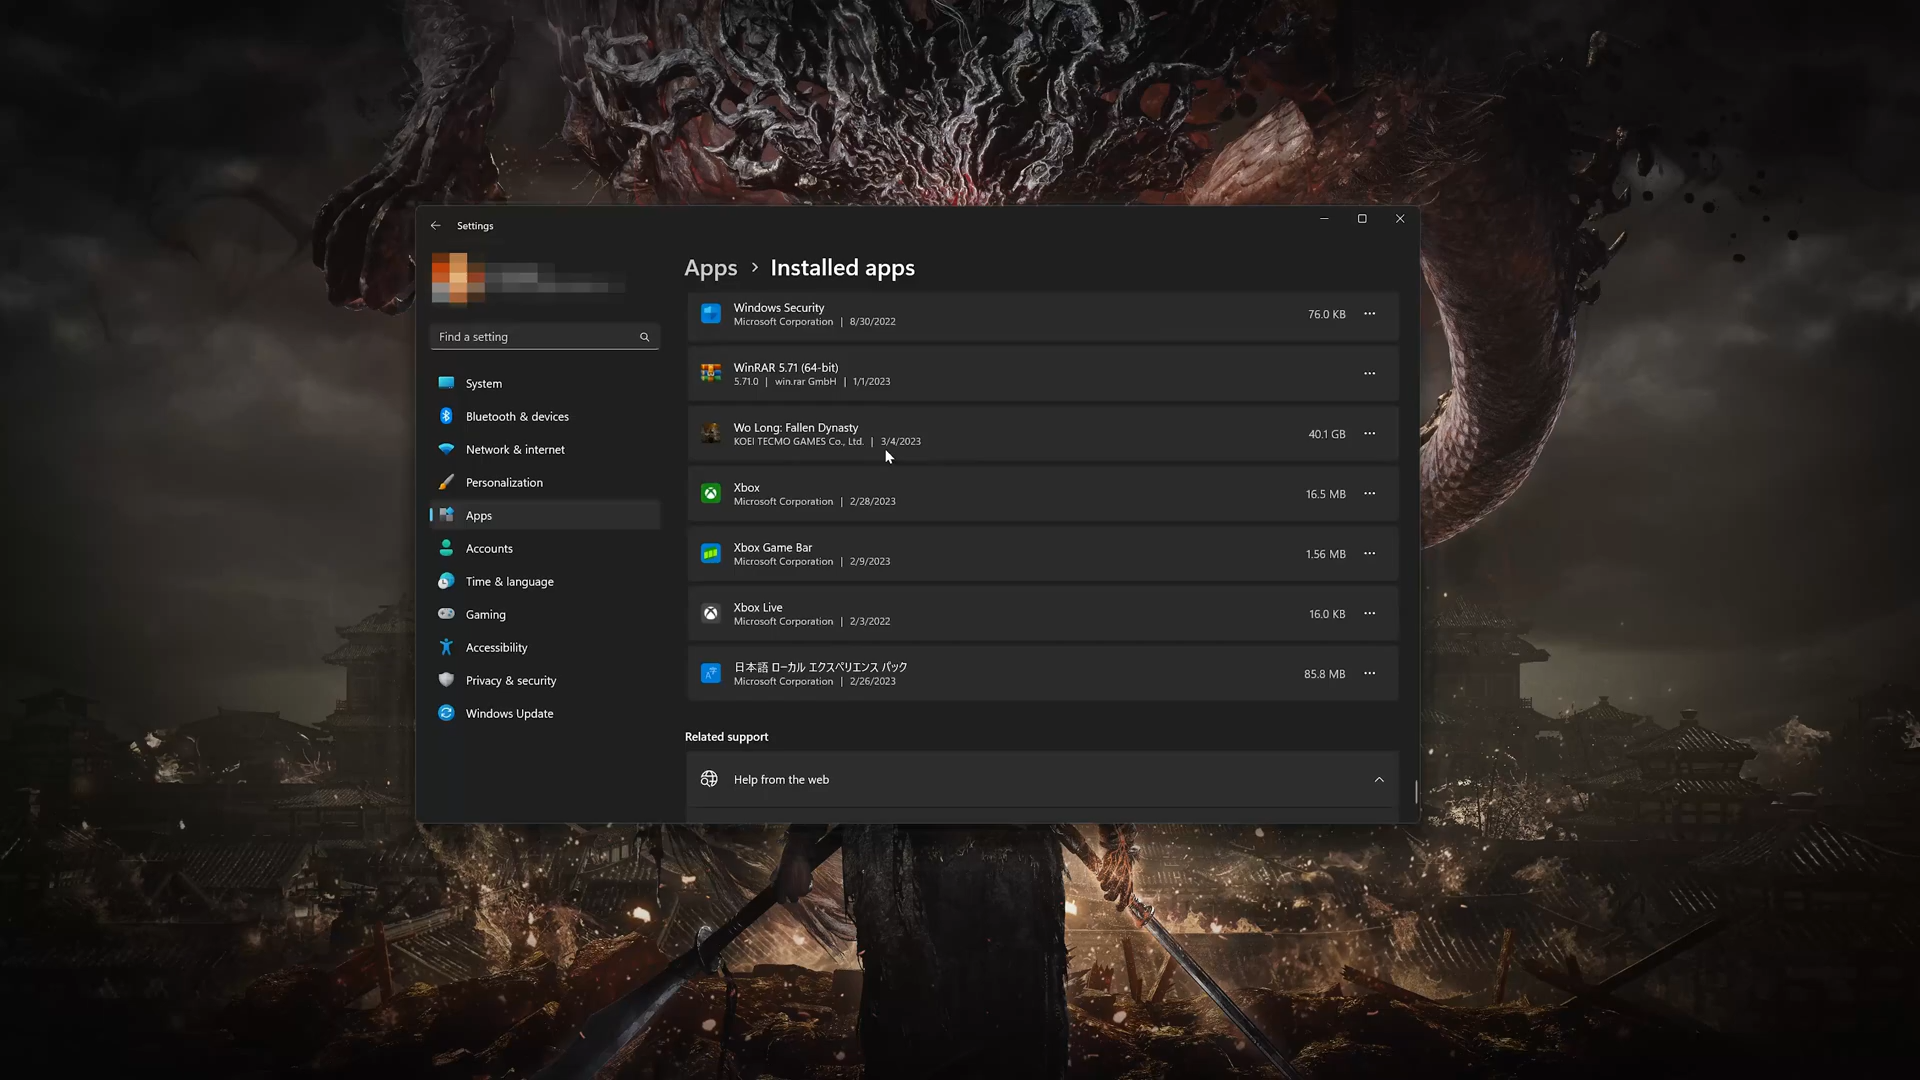 Settings
Find a setting
System
Bluetooth & devices
Network & internet
Personalization
Apps
Accounts
Time & language
Gaming
Accessibility
Privacy & security
Windows Update
Apps > Installed apps
Windows Security
Microsoft Corporation | 8/30/2022
76.0 KB
WinRAR 5.71 (64-bit)
5.71.0 | win.rar GmbH | 1/1/2023
Wo Long: Fallen Dynasty
KOEI TECMO GAMES Co., Ltd. | 3/4/2023
40.1 GB
Xbox
Microsoft Corporation | 2/28/2023
16.5 MB
Xbox Game Bar
Microsoft Corporation | 2/9/2023
1.56 MB
Xbox Live
Microsoft Corporation | 2/3/2022
16.0 KB
日本語 ローカル エクスペリエンス パック
Microsoft Corporation | 2/26/2023
85.8 MB
Related support
Help from the web